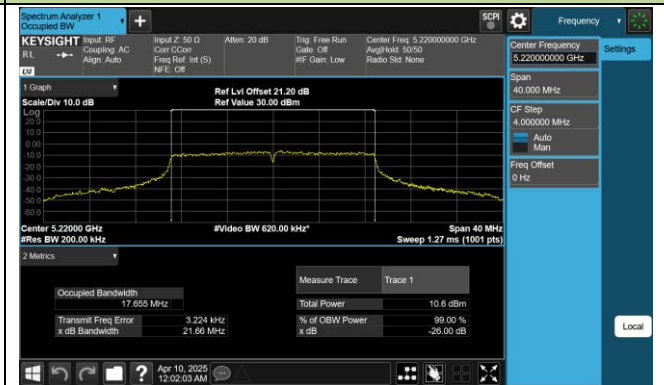 Spectrum Analyzer 1
Occupied BW
SCPI
Frequency
KEYSIGHT
RL
LXI
Input: RF
Coupling: AC
Align: Auto
Input Z: 50 Ω
Corr CCorr
Freq Ref: Int (S)
NFE: Off
Atten: 20 dB
Trig: Free Run
Gate: Off
#IF Gain: Low
Center Freq: 5.220000000 GHz
Avg|Hold: 50/50
Radio Std: None
Center Frequency
5.220000000 GHz
Settings
Span
40.000 MHz
CF Step
4.000000 MHz
Auto
Man
Freq Offset
0 Hz
1 Graph
Scale/Div 10.0 dB
Ref Lvl Offset 21.20 dB
Ref Value 30.00 dBm
Log
20.0
10.0
0.00
-10.0
-20.0
-30.0
-40.0
-50.0
-60.0
Center 5.22000 GHz
#Res BW 200.00 kHz
#Video BW 620.00 kHz*
Span 40 MHz
Sweep 1.27 ms (1001 pts)
2 Metrics
Measure Trace
Trace 1
Occupied Bandwidth
17.655 MHz
Total Power
10.6 dBm
Transmit Freq Error
3.224 kHz
% of OBW Power
99.00 %
x dB Bandwidth
21.66 MHz
x dB
-26.00 dB
Local
Apr 10, 2025
12:02:03 AM